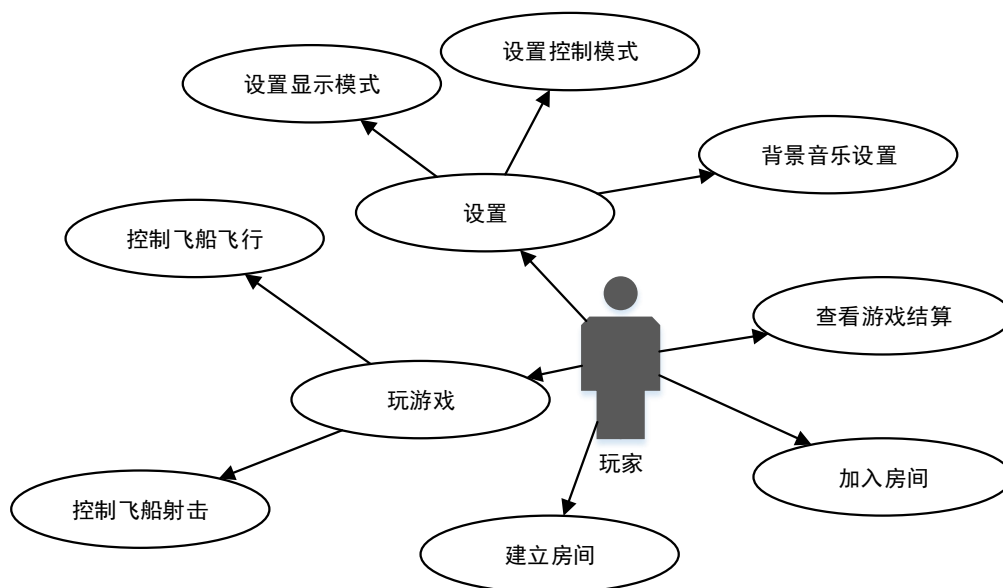 设置控制模式
设置显示模式
背景音乐设置
设置
控制飞船飞行
查看游戏结算
玩游戏
玩家
加入房间
控制飞船射击
建立房间